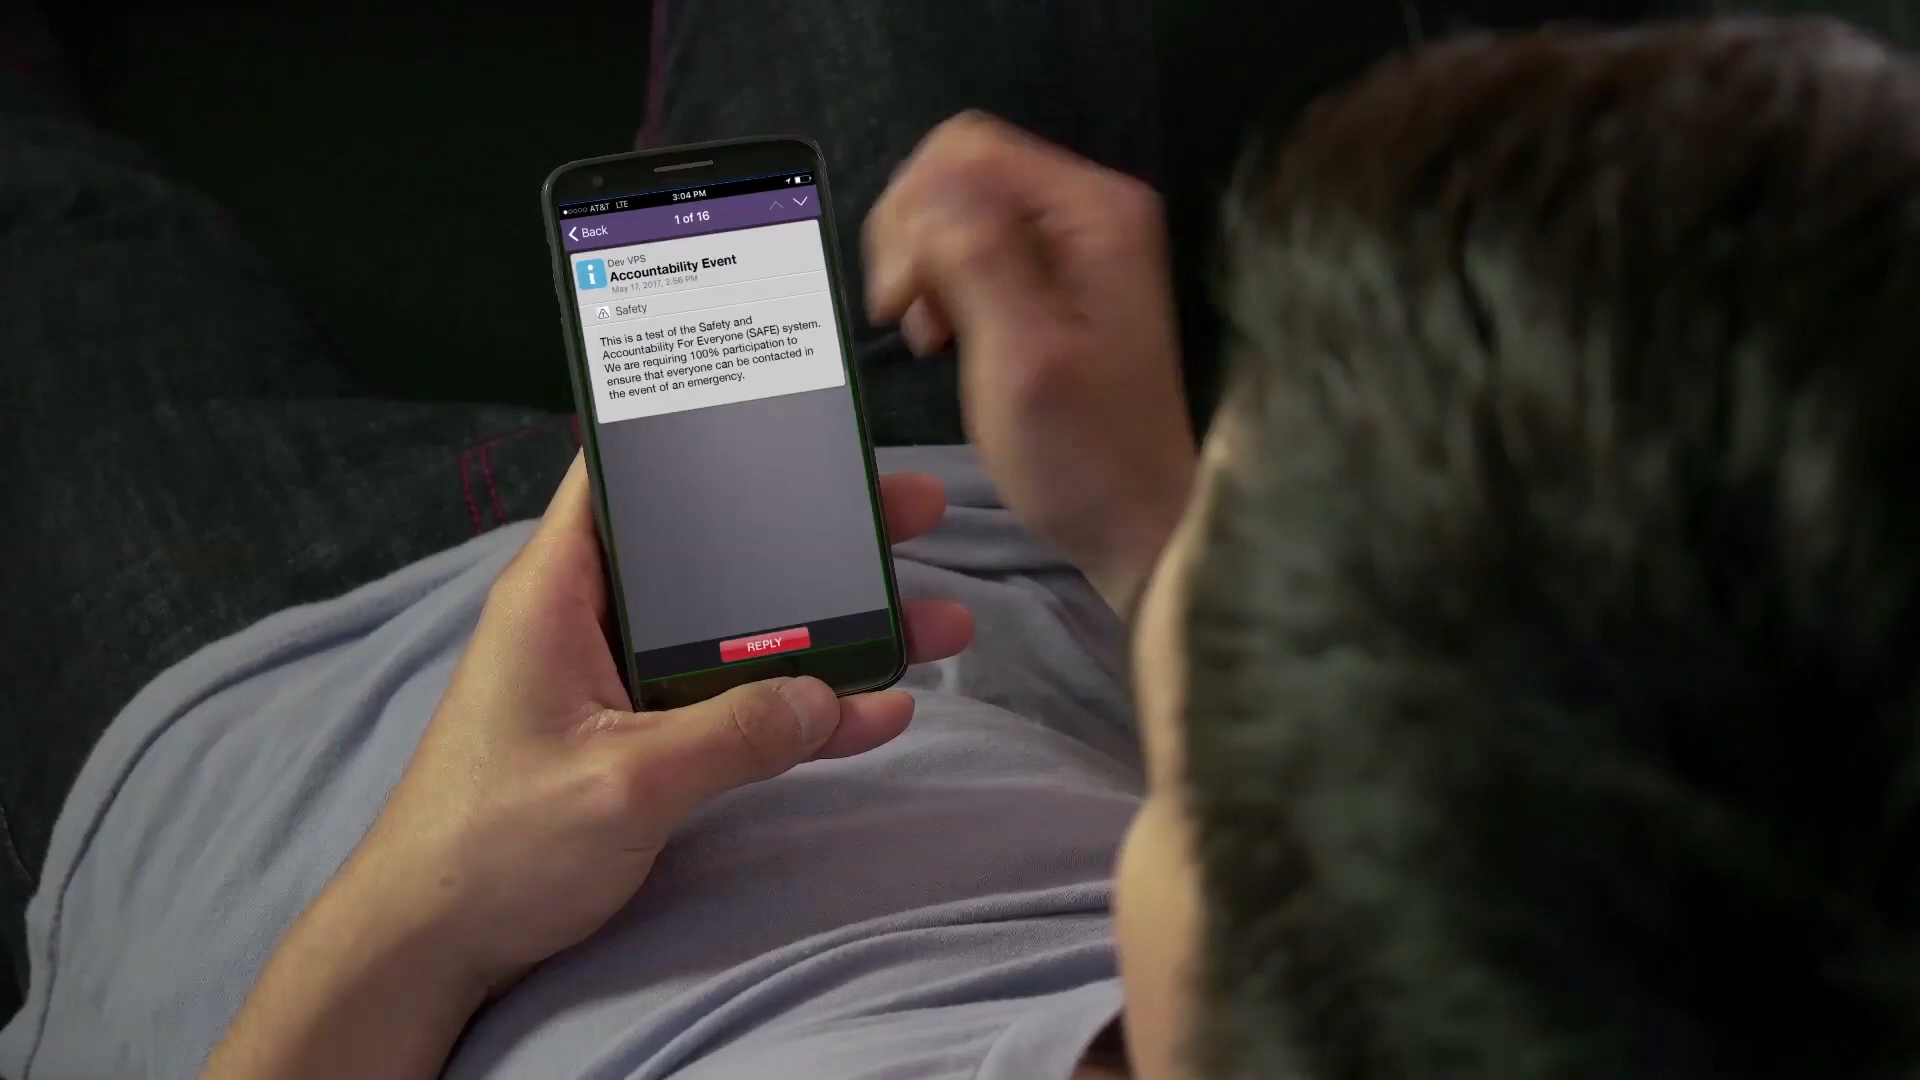 AT&T LTE 3:04 PM
Back 1 of 16
Dev VPS
Accountability Event
May 17, 2017, 2:56 PM
Safety
This is a test of the Safety and
Accountability For Everyone (SAFE) system.
We are requiring 100% participation to
ensure that everyone can be contacted in
the event of an emergency.
REPLY